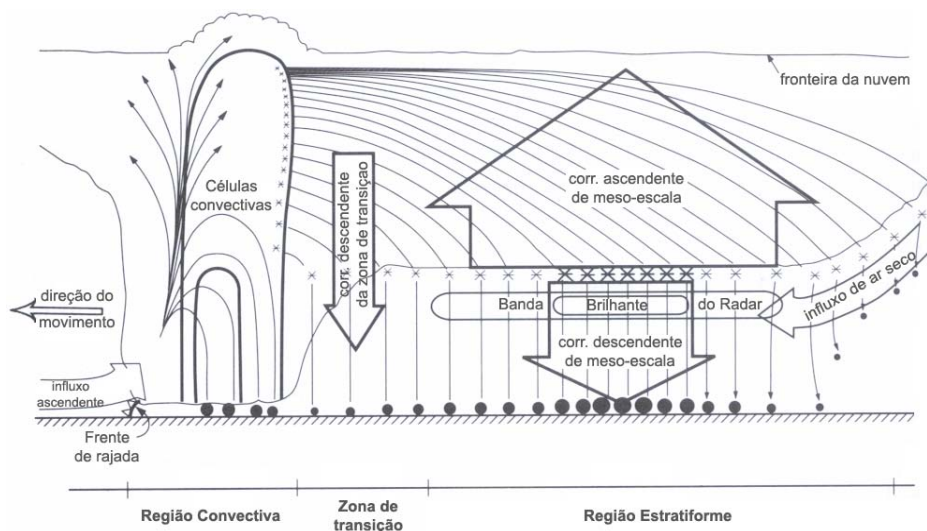 fronteira da nuvem
Células
convectivas
corr. descendente
da zona de transiçao
corr. ascendente
de meso-escala
direção do
movimento
Banda Brilhante do Radar
influxo de ar seco
corr. descendente
de meso-escala
influxo
ascendente
Frente
de rajada
Região Convectiva
Zona de
transição
Região Estratiforme